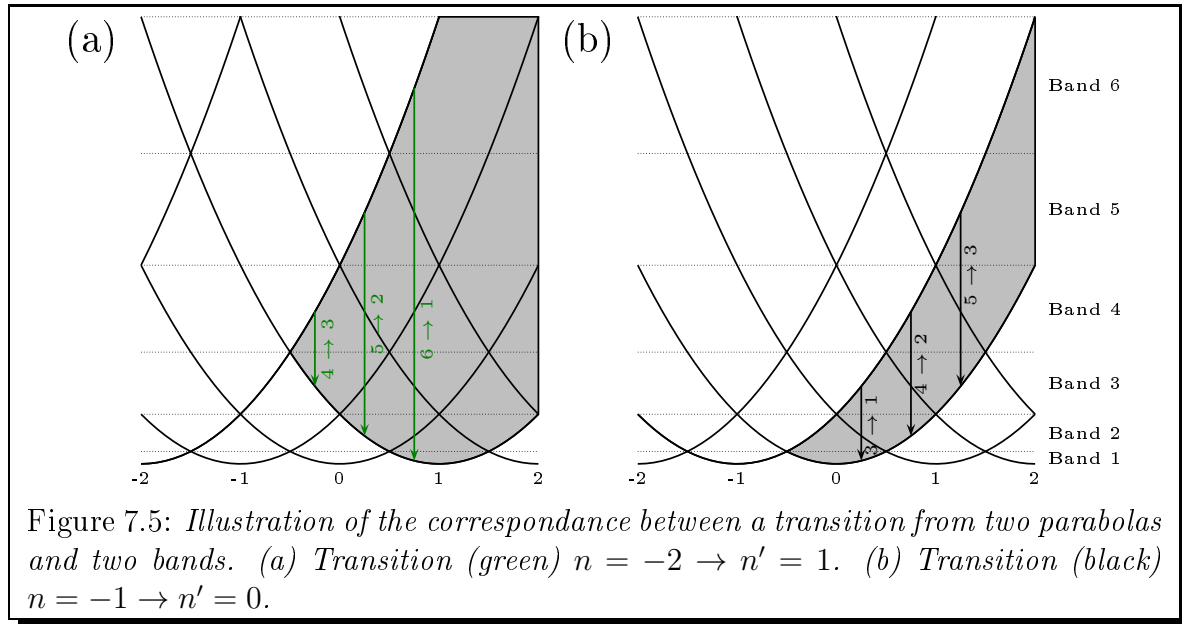 (a)
(b)
Band 6
Band 5
Band 4
Band 3
Band 2
Band 1
4 → 3
5 → 2
6 → 1
3 → 1
4 → 2
5 → 3
-2 -1 0 1 2
-2 -1 0 1 2
Figure 7.5: Illustration of the correspondance between a transition from two parabolas
and two bands. (a) Transition (green) n = −2 → n′ = 1. (b) Transition (black)
n = −1 → n′ = 0.